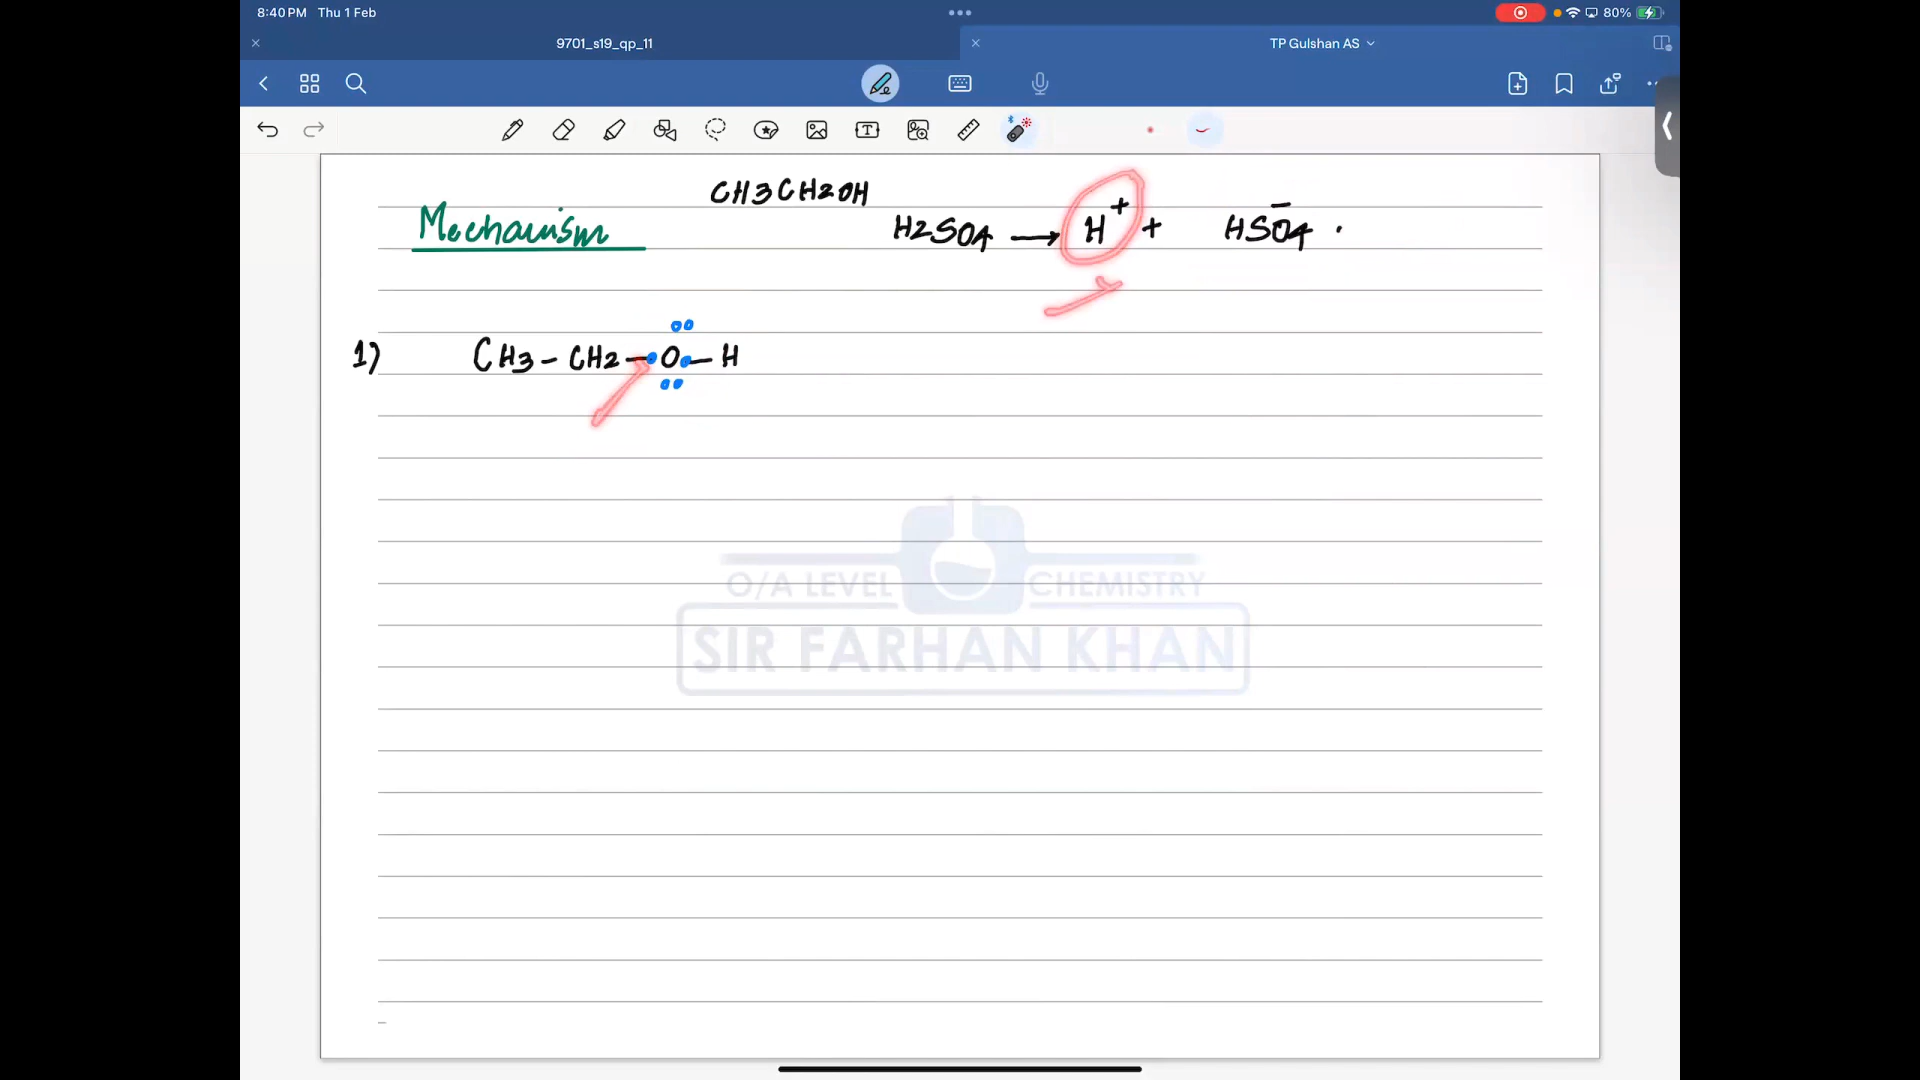 8:40 PM Thu 1 Feb
80%
9701_s19_qp_11
TP Gulshan AS
CH3CH2OH
Mechanism
H2SO4 → H+ + HSO4- .
1) CH3 - CH2 - O - H
O/A LEVEL CHEMISTRY
SIR FARHAN KHAN